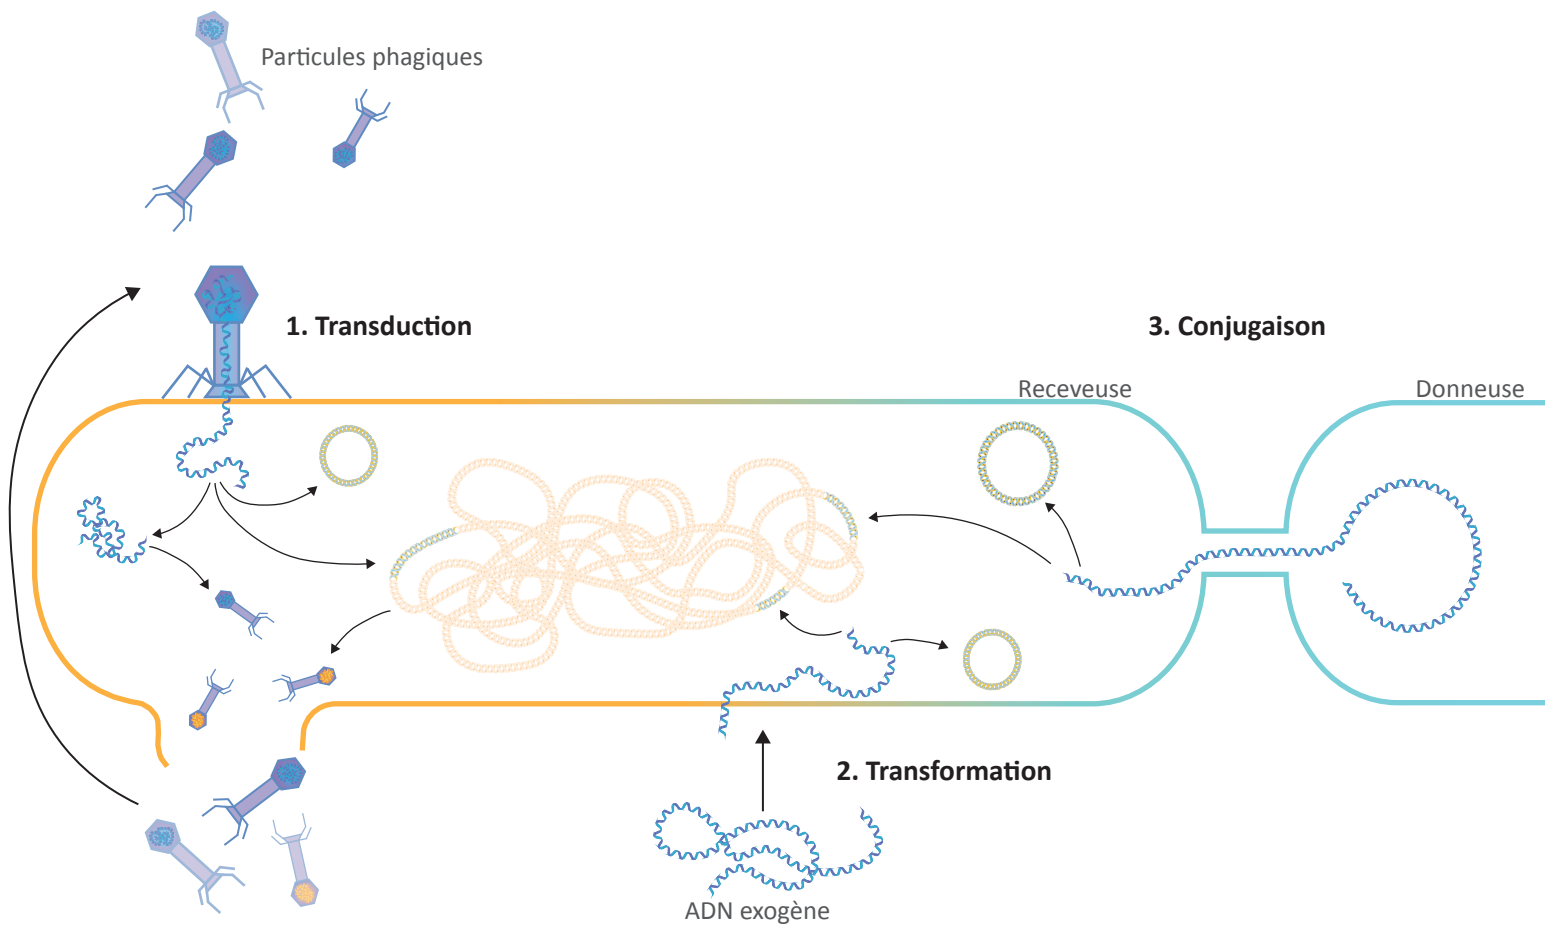 Particules phagiques
1. Transduction
3. Conjugaison
Receveuse
Donneuse
2. Transformation
ADN exogène